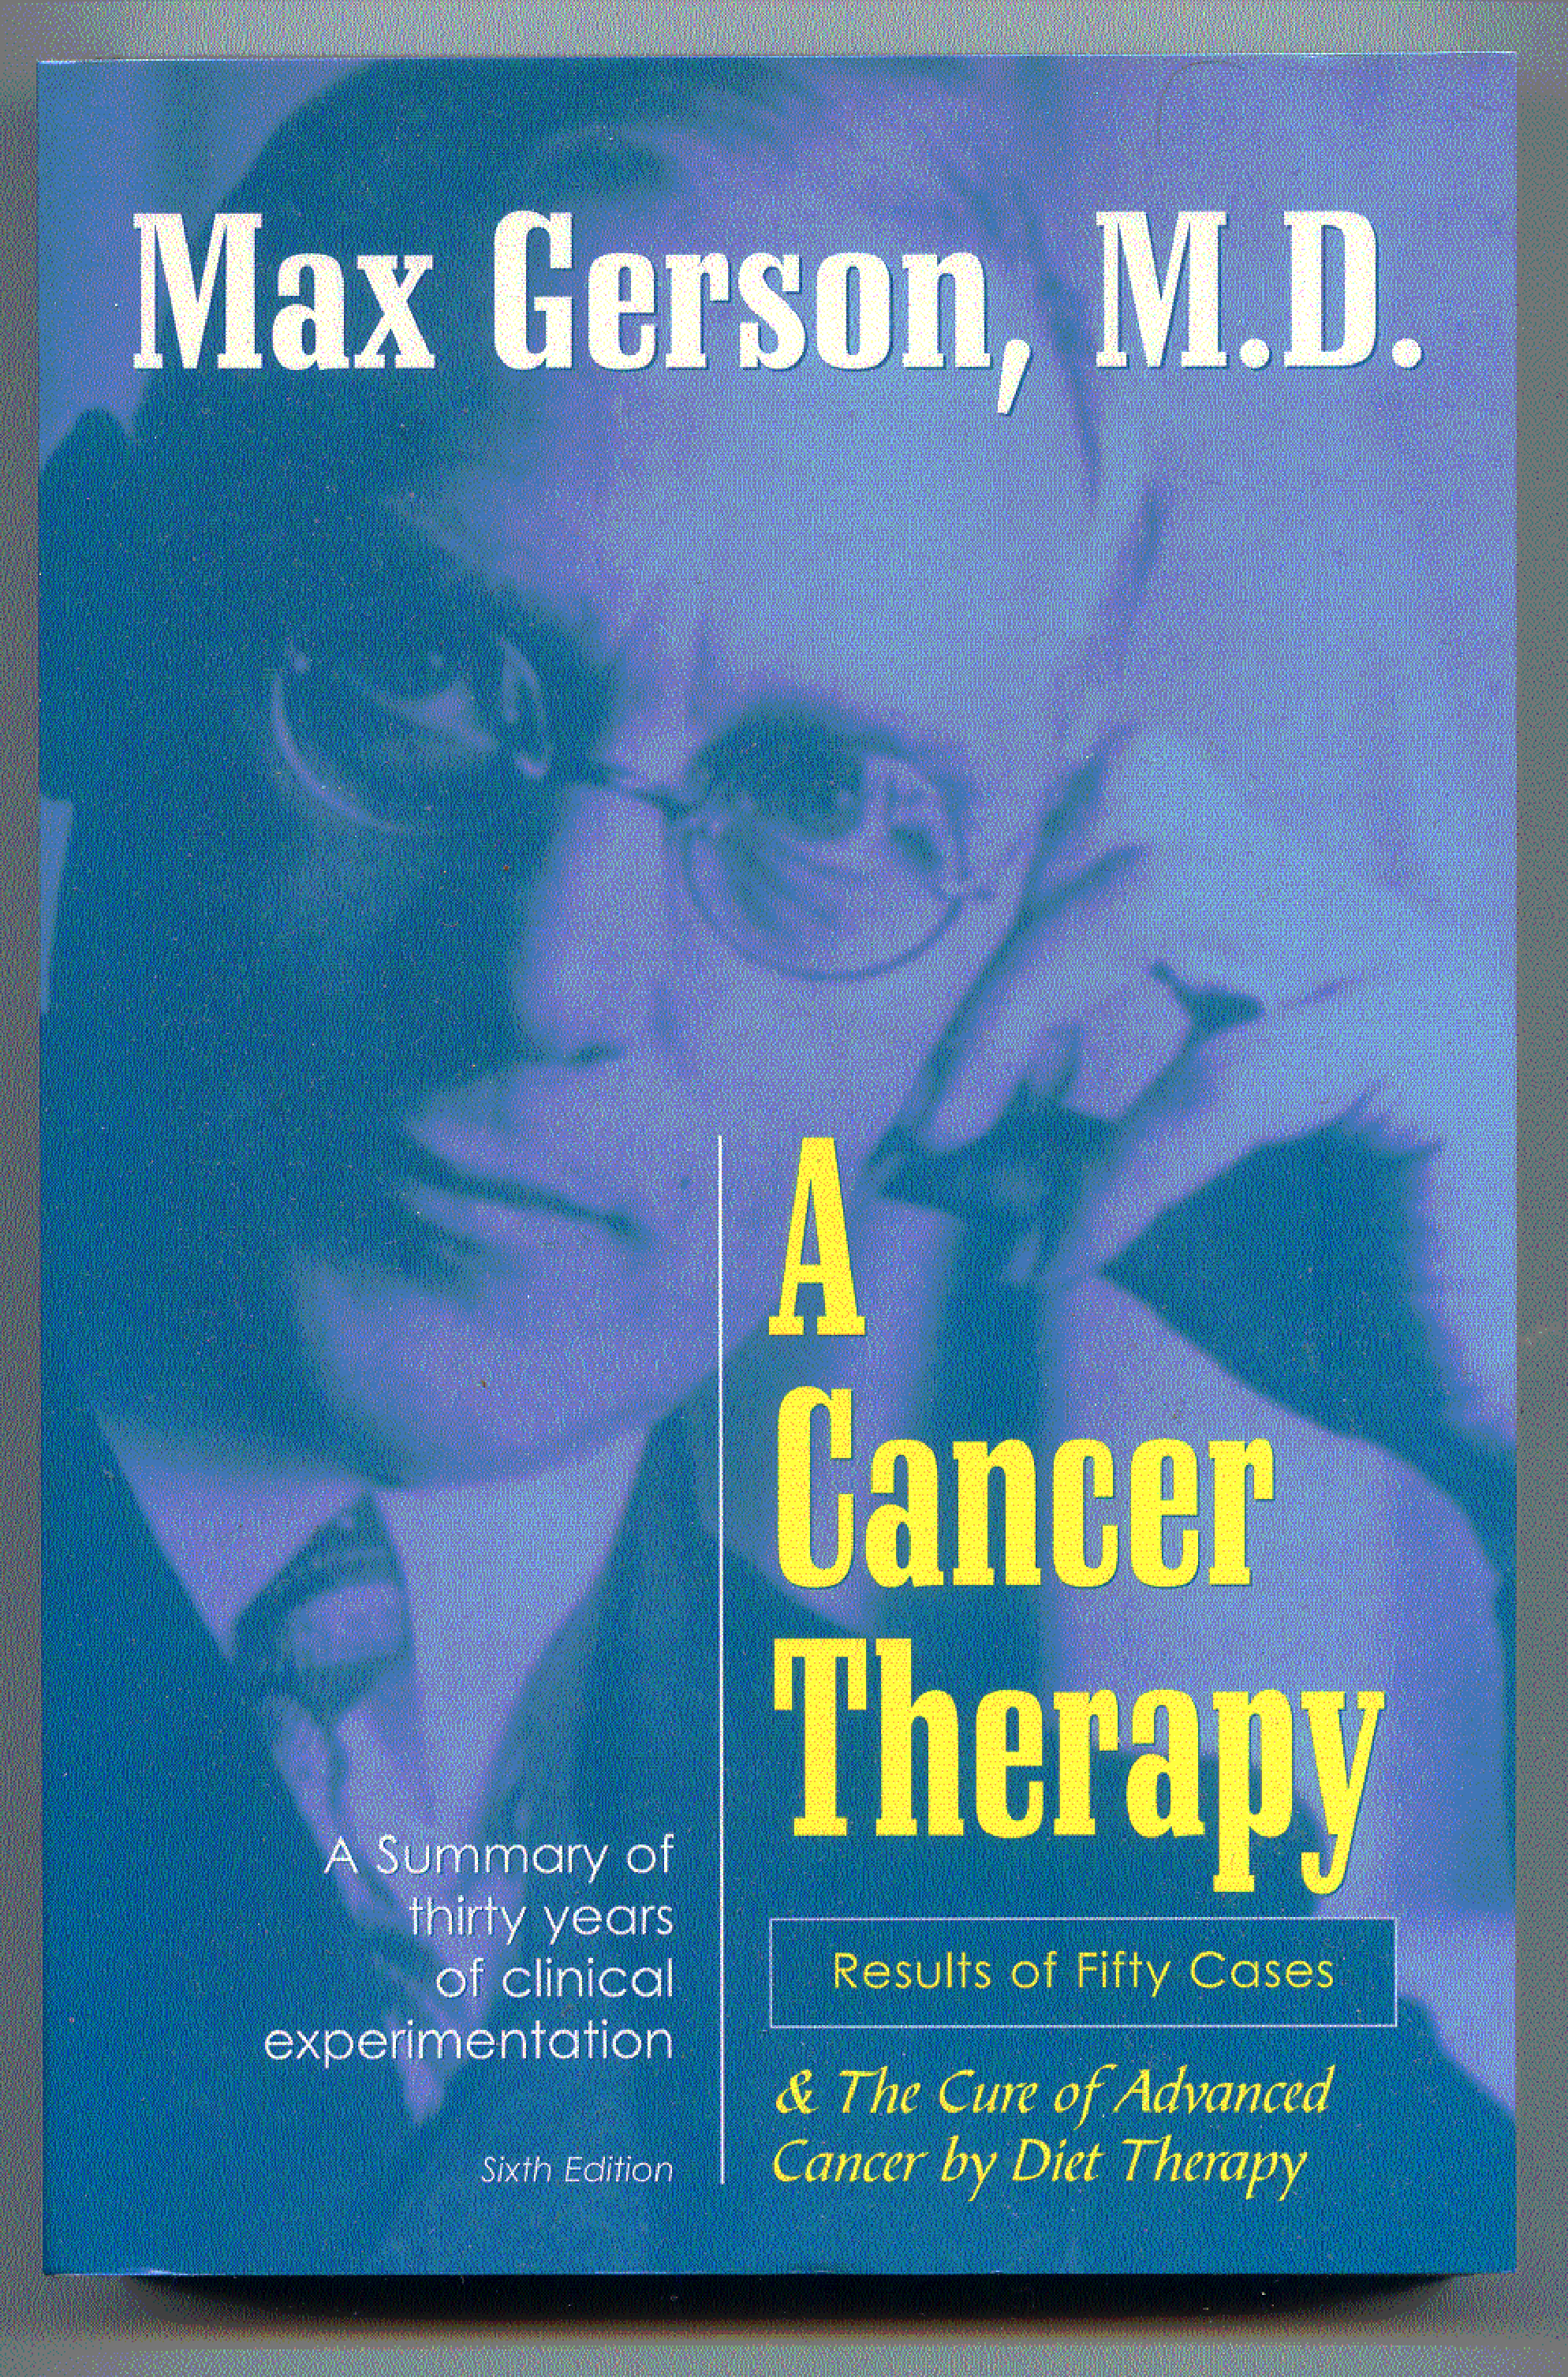 Max Gerson, M.D.
A
Cancer
Therapy
A Summary of
thirty years
of clinical
experimentation
Sixth Edition
Results of Fifty Cases
& The Cure of Advanced
Cancer by Diet Therapy